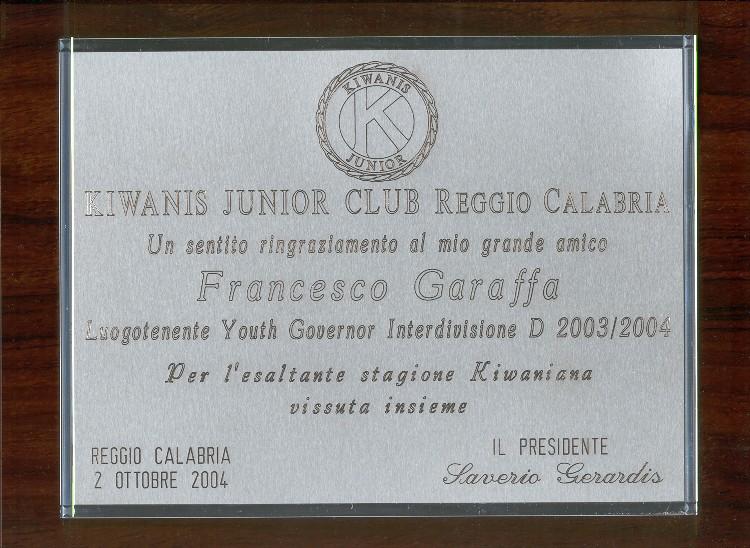 KIWANIS
K
JUNIOR
KIWANIS JUNIOR CLUB REGGIO CALABRIA
Un sentito ringraziamento al mio grande amico
Francesco Garaffa
Luogotenente Youth Governor Interdivisione D 2003/2004
Per l'esaltante stagione Kiwaniana
vissuta insieme
REGGIO CALABRIA
2 OTTOBRE 2004
IL PRESIDENTE
Saverio Gerardis